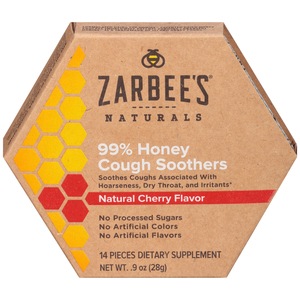 ZARBEE'S
NATURALS
99% Honey
Cough Soothers
Soothes Coughs Associated With
Hoarseness, Dry Throat, and Irritants*
Natural Cherry Flavor
No Processed Sugars
No Artificial Colors
No Artificial Flavors
14 PIECES DIETARY SUPPLEMENT
NET WT. .9 oz (28g)